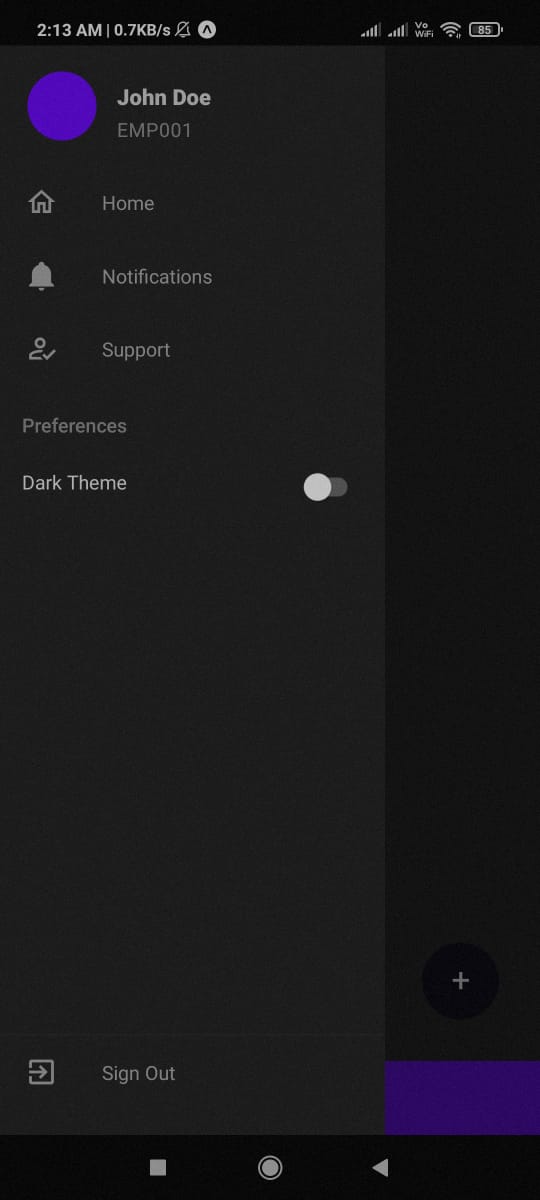 2:13 AM | 0.7KB/s
Vo
WiFi
85
John Doe
EMP001
Home
Notifications
Support
Preferences
Dark Theme
+
Sign Out